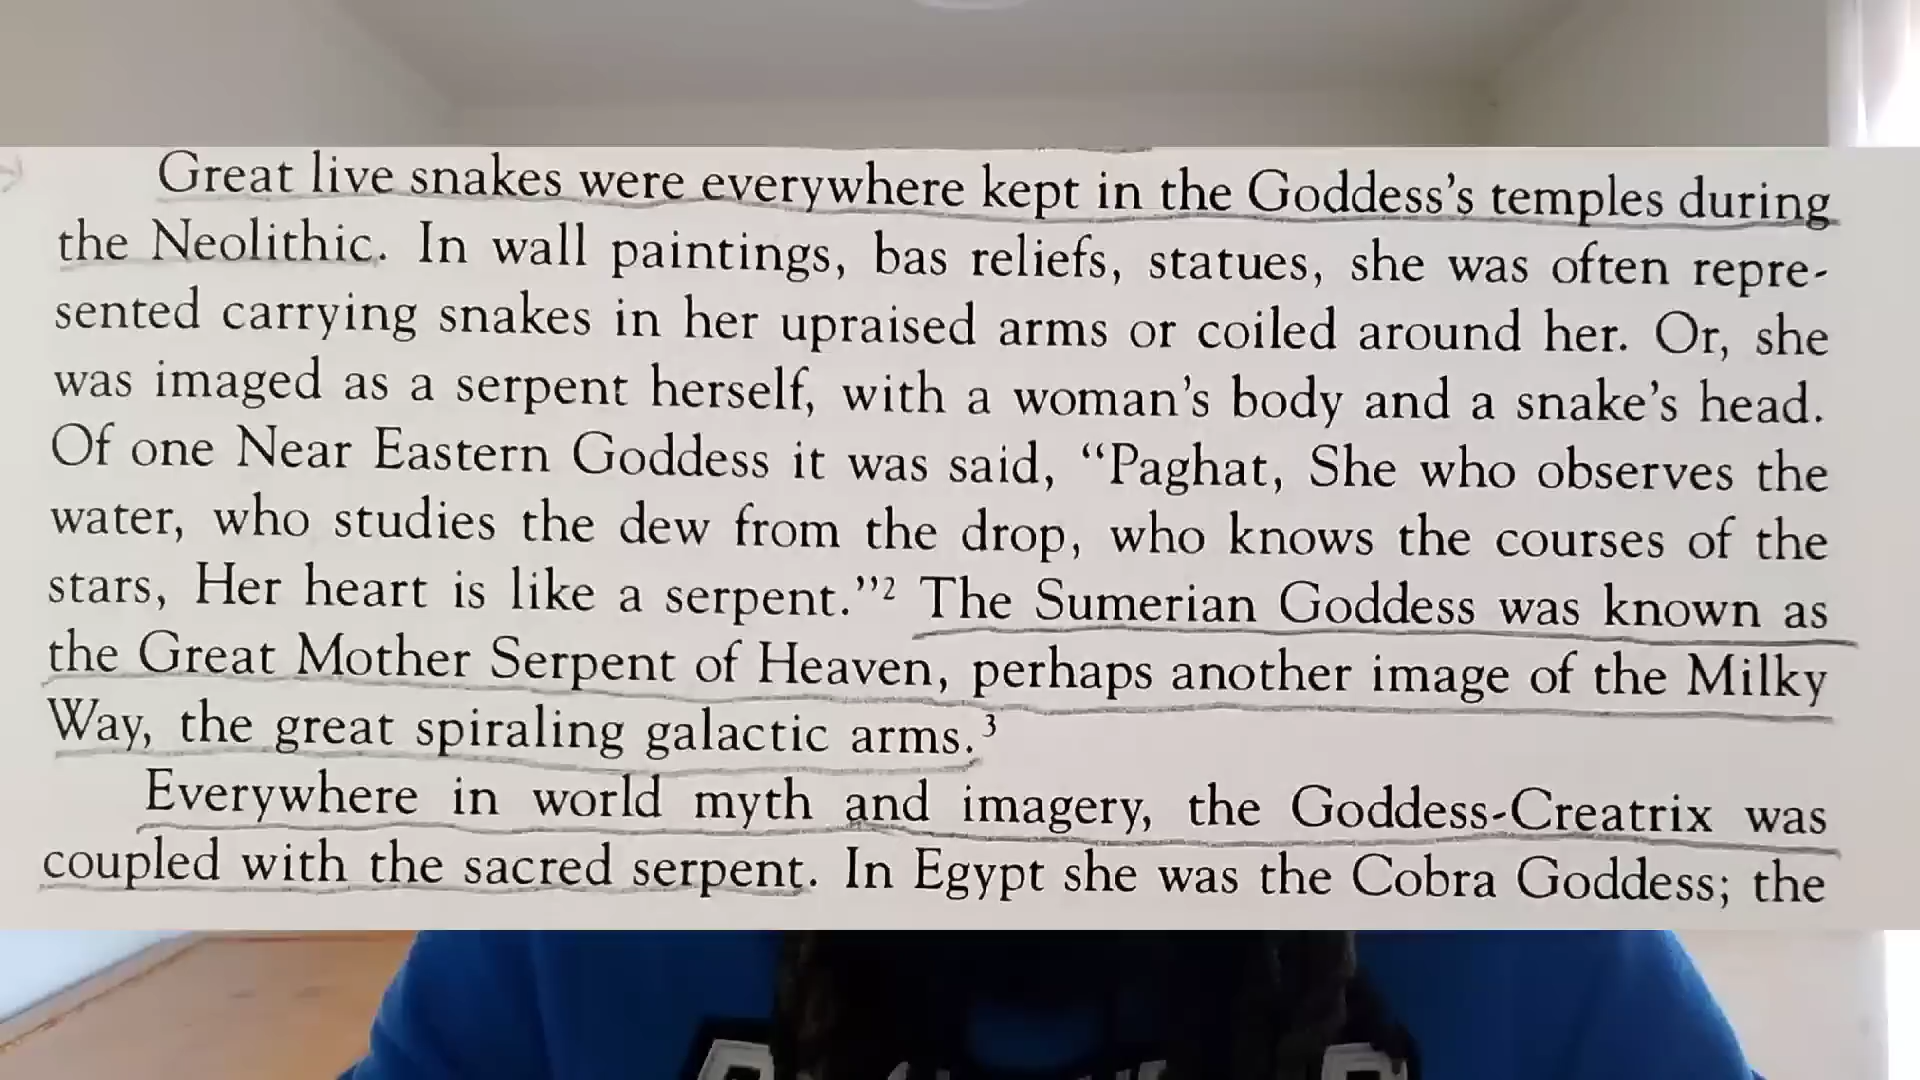 Great live snakes were everywhere kept in the Goddess's temples during
the Neolithic. In wall paintings, bas reliefs, statues, she was often repre-
sented carrying snakes in her upraised arms or coiled around her. Or, she
was imaged as a serpent herself, with a woman's body and a snake's head.
Of one Near Eastern Goddess it was said, “Paghat, She who observes the
water, who studies the dew from the drop, who knows the courses of the
stars, Her heart is like a serpent.”² The Sumerian Goddess was known as
the Great Mother Serpent of Heaven, perhaps another image of the Milky
Way, the great spiraling galactic arms.³
Everywhere in world myth and imagery, the Goddess-Creatrix was
coupled with the sacred serpent. In Egypt she was the Cobra Goddess; the